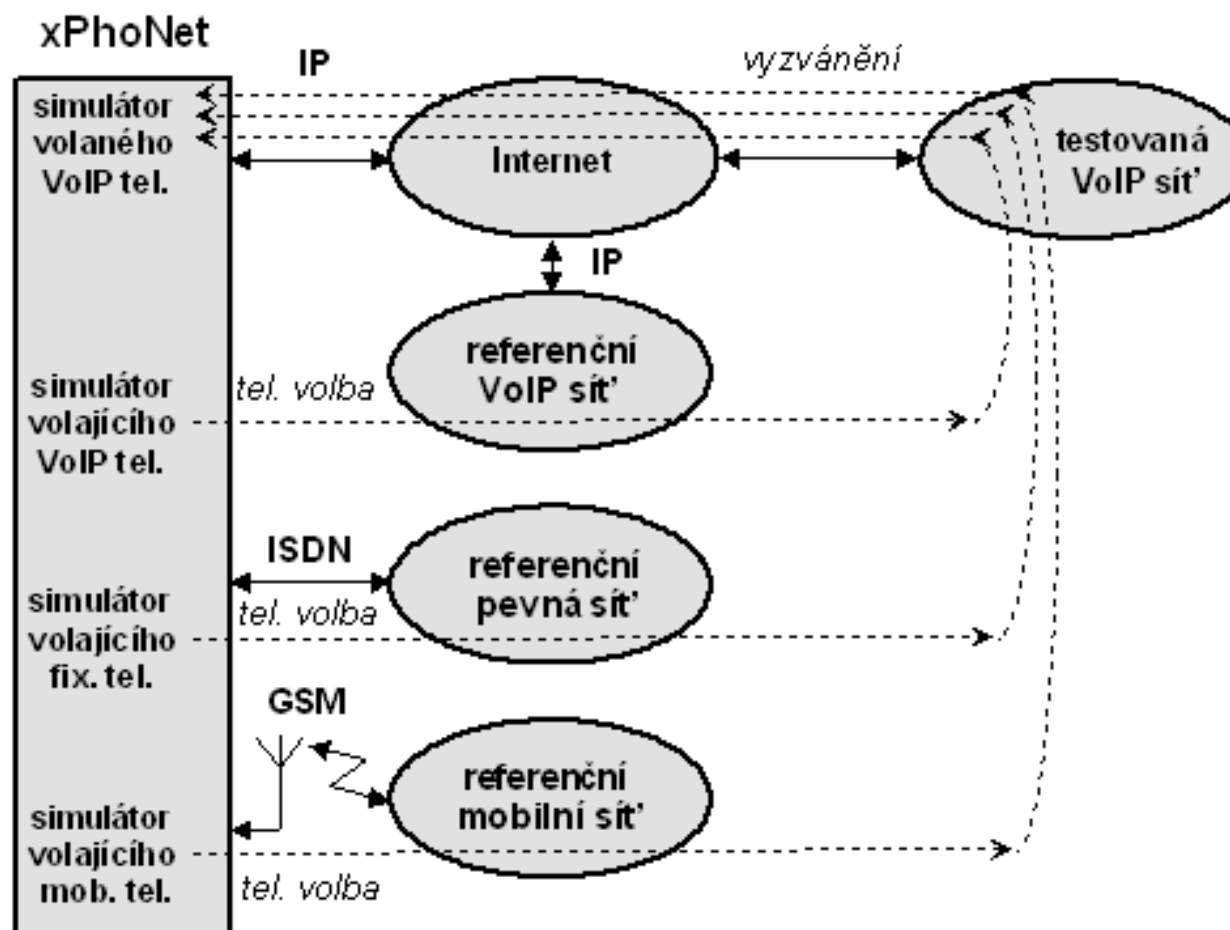 xPhoNet
IP
vyzvánění
simulátor
volaného
VoIP tel.
Internet
testovaná
VoIP síť
IP
referenční
VoIP síť
simulátor
volajícího
VoIP tel.
tel. volba
ISDN
referenční
pevná síť
tel. volba
simulátor
volajícího
fix. tel.
GSM
referenční
mobilní síť
simulátor
volajícího
mob. tel.
tel. volba